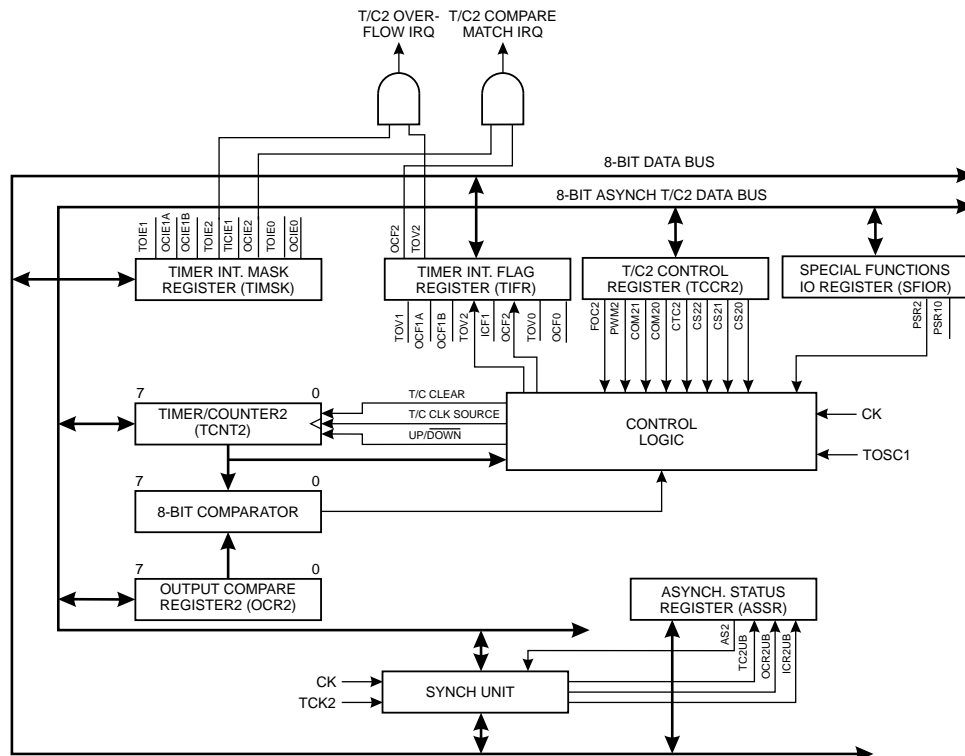 T/C2 OVER-
FLOW IRQ
T/C2 COMPARE
MATCH IRQ
8-BIT DATA BUS
8-BIT ASYNCH T/C2 DATA BUS
TOIE1
OCIE1A
OCIE1B
TOIE2
TICIE1
OCIE2
TOIE0
OCIE0
OCF2
TOV2
TIMER INT. MASK
REGISTER (TIMSK)
TIMER INT. FLAG
REGISTER (TIFR)
T/C2 CONTROL
REGISTER (TCCR2)
SPECIAL FUNCTIONS
IO REGISTER (SFIOR)
TOV1
OCF1A
OCF1B
TOV2
ICF1
OCF2
TOV0
OCF0
FOC2
PWM2
COM21
COM20
CTC2
CS22
CS21
CS20
PSR2
PSR10
7 0
TIMER/COUNTER2
(TCNT2)
T/C CLEAR
T/C CLK SOURCE
UP/DOWN
CONTROL
LOGIC
CK
TOSC1
7 0
8-BIT COMPARATOR
7 0
OUTPUT COMPARE
REGISTER2 (OCR2)
ASYNCH. STATUS
REGISTER (ASSR)
AS2
TC2UB
OCR2UB
ICR2UB
CK
TCK2
SYNCH UNIT